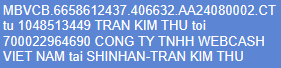 MBVCB.6658612437.406632.AA24080002.CT
tu 1048513449 TRAN KIM THU toi
700022964690 CONG TY TNHH WEBCASH
VIET NAM tai SHINHAN-TRAN KIM THU